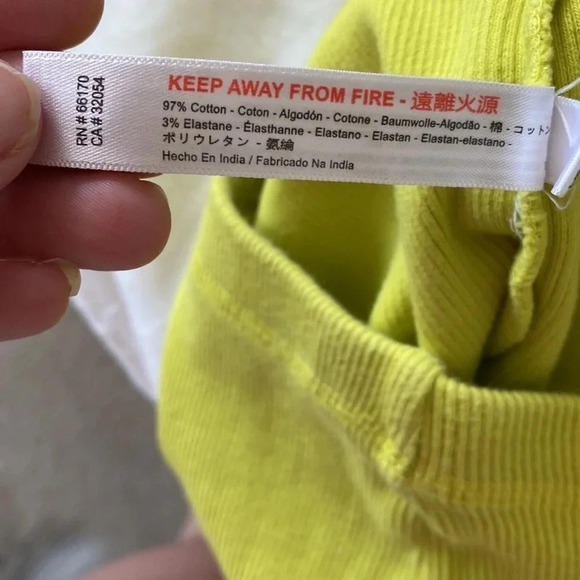 RN # 66170
CA # 32054
KEEP AWAY FROM FIRE - 遠離火源
97% Cotton - Coton - Algodón - Cotone - Baumwolle-Algodão - 棉 - コットン
3% Elastane - Élasthanne - Elastano - Elastan - Elastan-elastano -
ポリウレタン - 氨綸
Hecho En India / Fabricado Na India